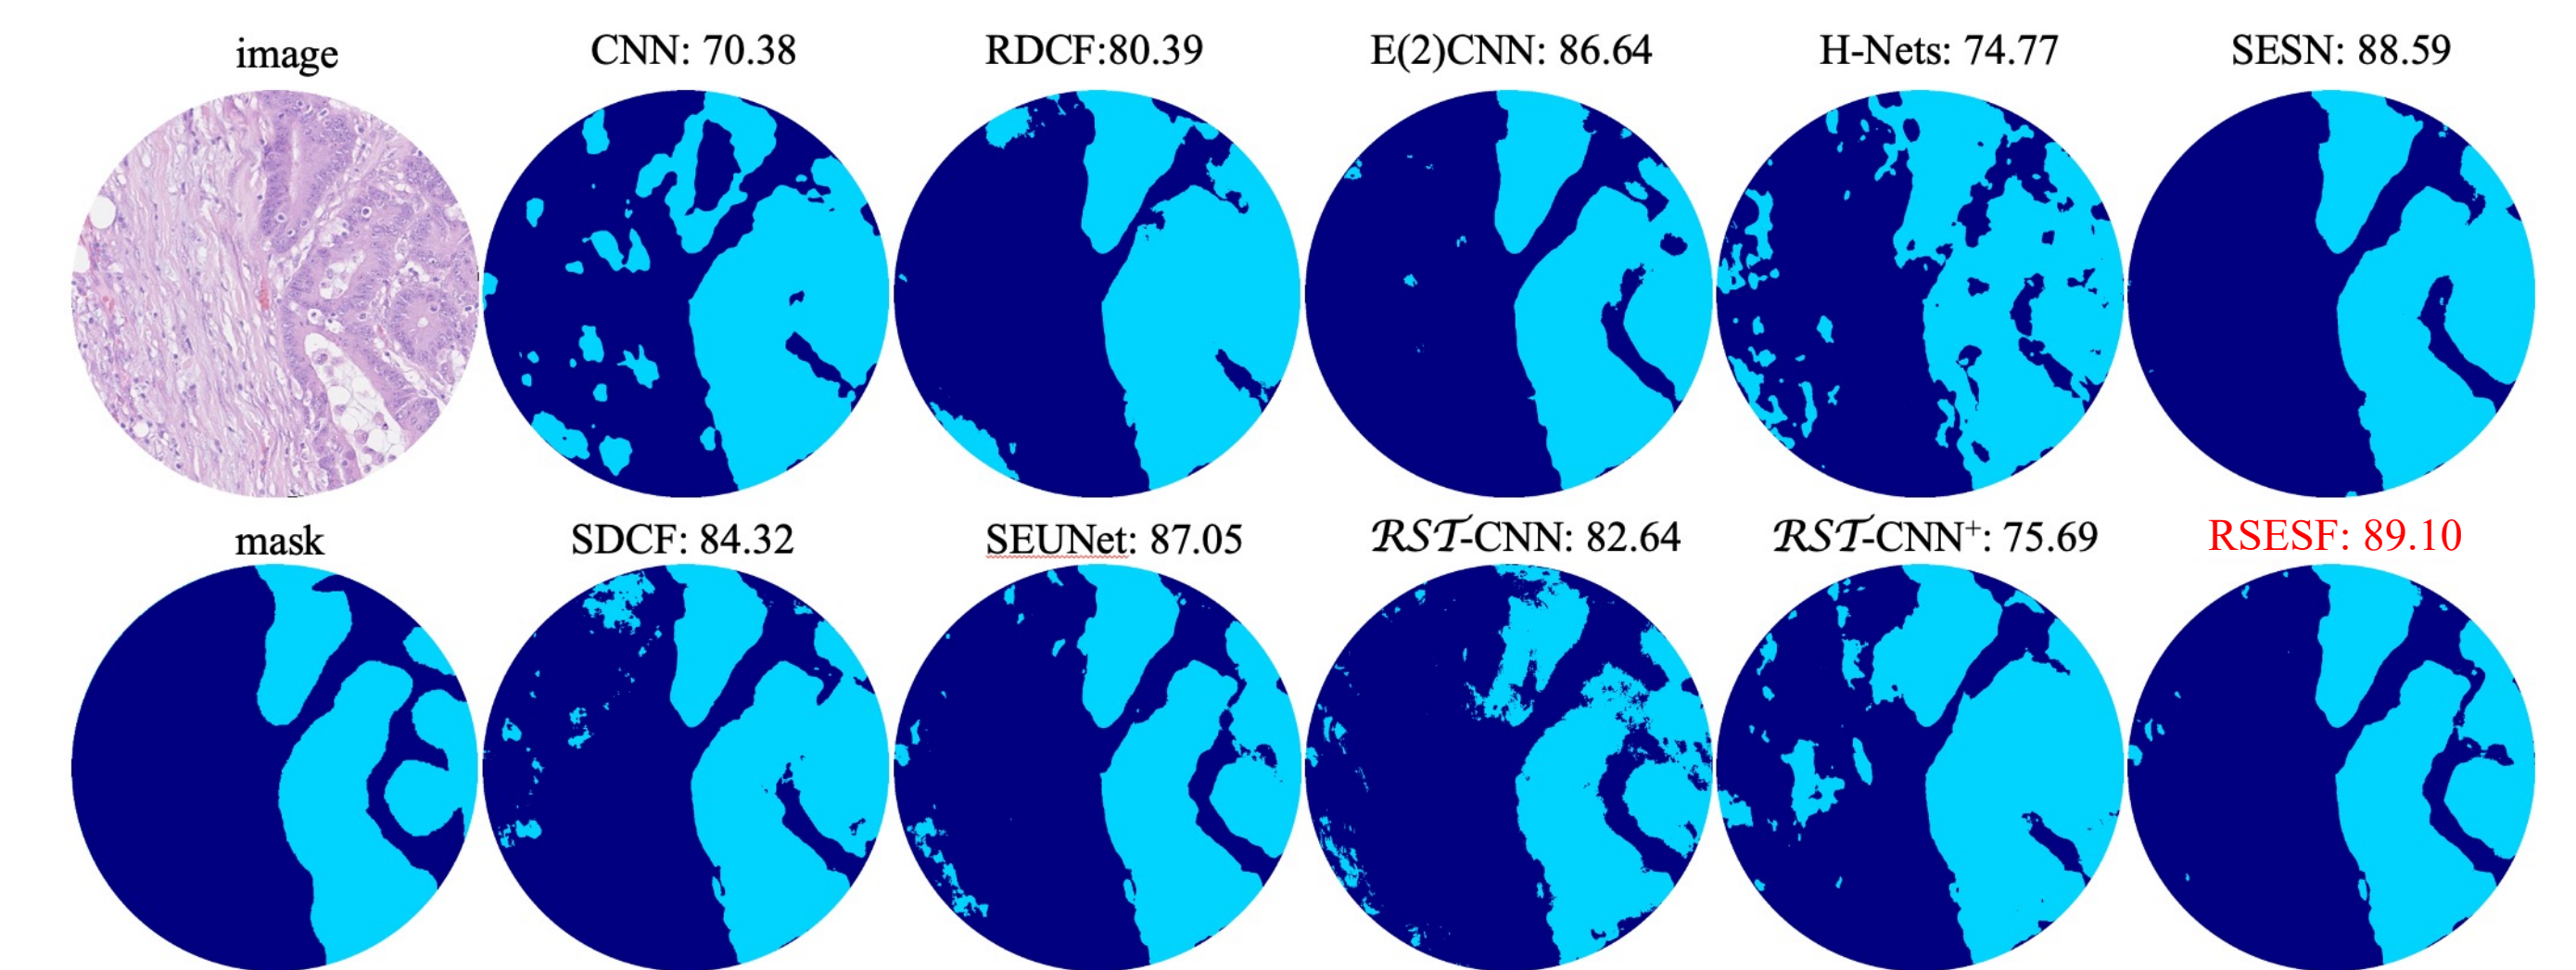 image
CNN: 70.38
RDCF:80.39
E(2)CNN: 86.64
H-Nets: 74.77
SESN: 88.59
mask
SDCF: 84.32
SEUNet: 87.05
ℛ𝒮𝒯-CNN: 82.64
ℛ𝒮𝒯-CNN⁺: 75.69
RSESF: 89.10